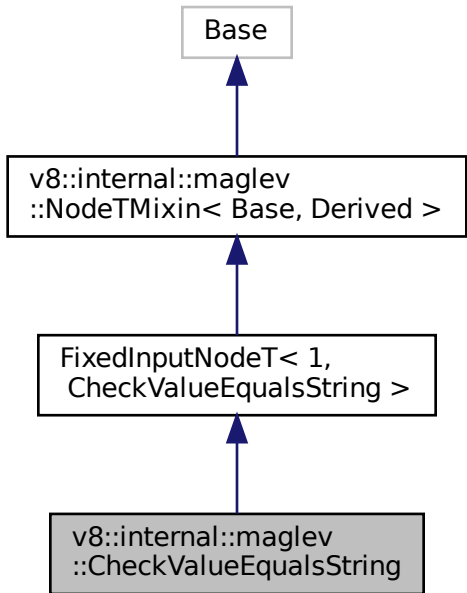 Base
v8::internal::maglev
::NodeTMixin< Base, Derived >
FixedInputNodeT< 1,
CheckValueEqualsString >
v8::internal::maglev
::CheckValueEqualsString